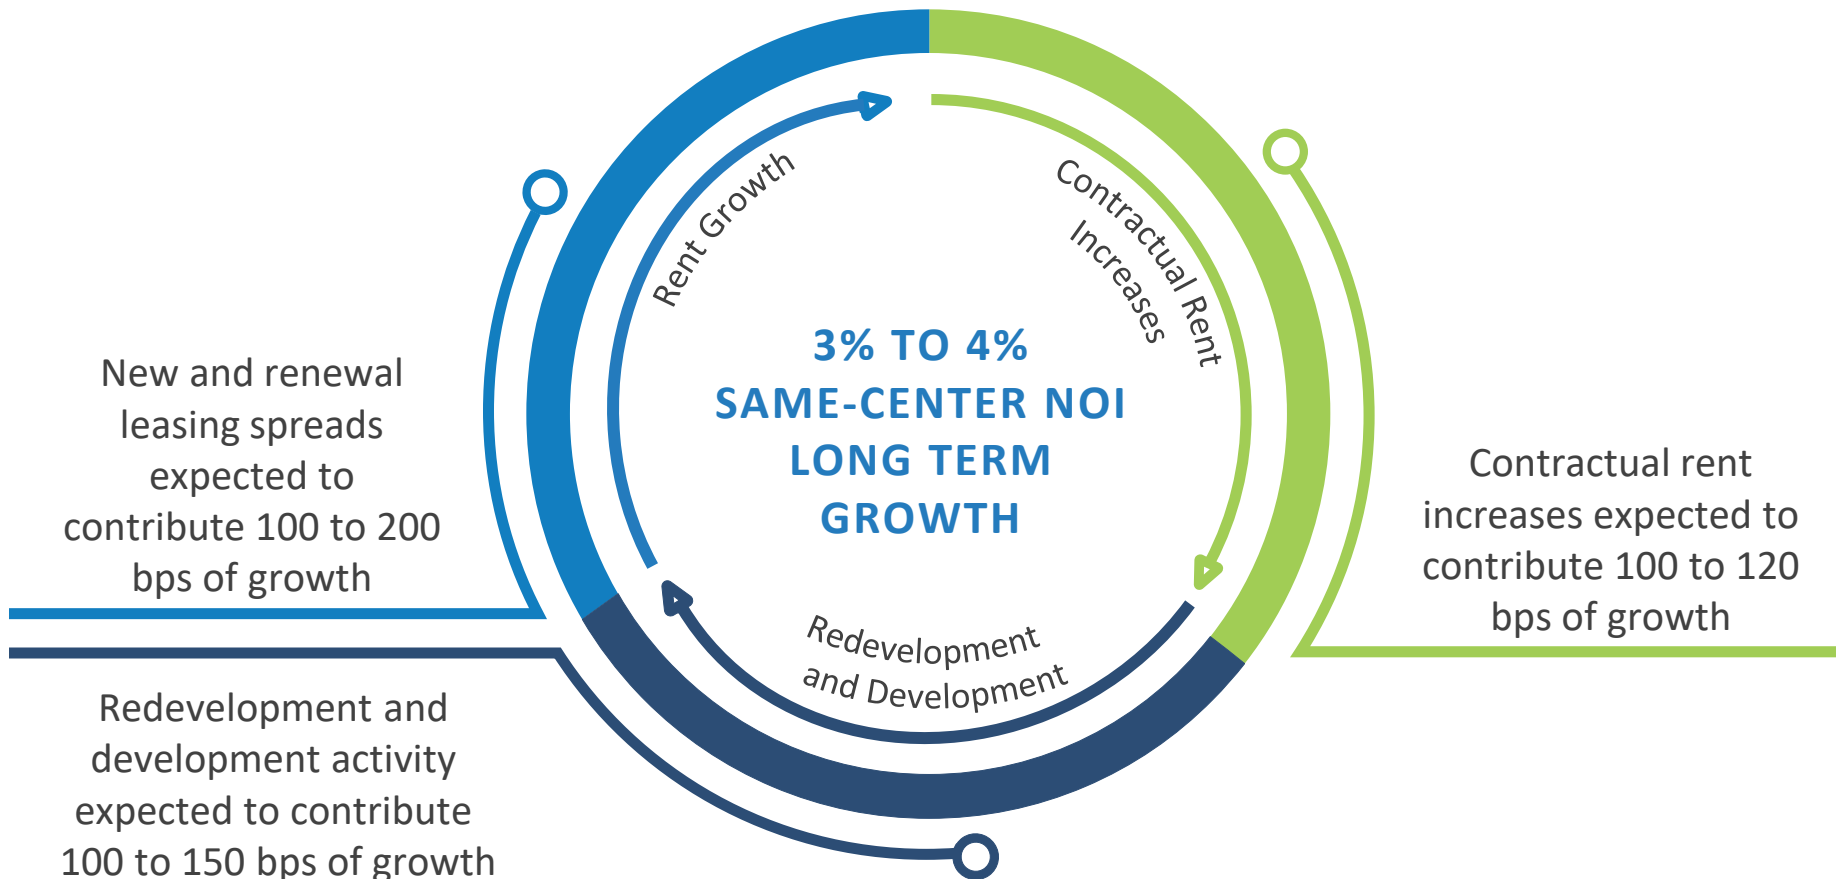 Rent Growth
Contractual Rent
Increases
3% TO 4%
SAME-CENTER NOI
LONG TERM
GROWTH
Redevelopment
and Development
New and renewal
leasing spreads
expected to
contribute 100 to 200
bps of growth
Contractual rent
increases expected to
contribute 100 to 120
bps of growth
Redevelopment and
development activity
expected to contribute
100 to 150 bps of growth